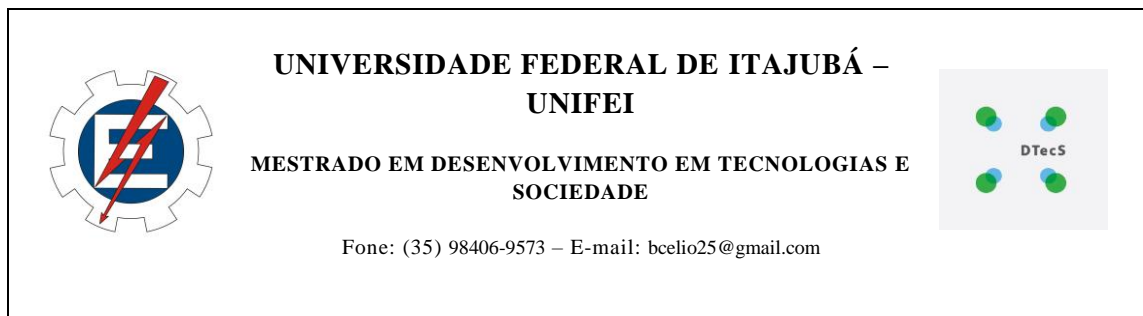 UNIVERSIDADE FEDERAL DE ITAJUBÁ –
UNIFEI
MESTRADO EM DESENVOLVIMENTO EM TECNOLOGIAS E
SOCIEDADE
Fone: (35) 98406-9573 – E-mail: bcelio25@gmail.com
E
DTecS